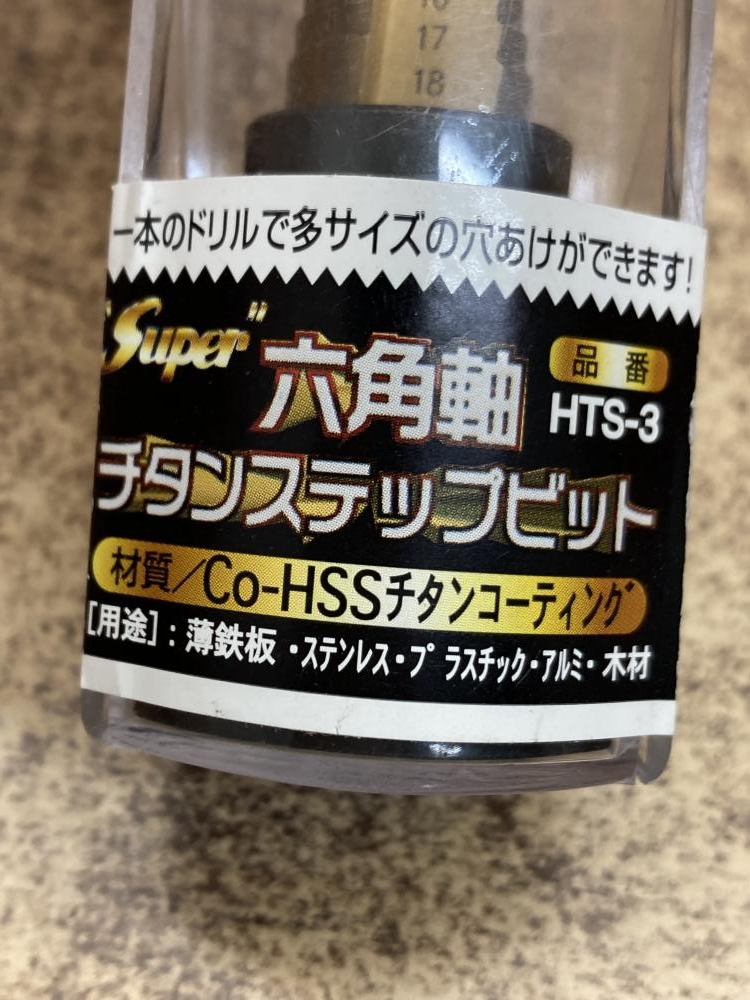 16
17
18
一本のドリルで多サイズの穴あけができます!
"Super" 六角軸
品番
HTS-3
チタンステップビット
材質/Co-HSSチタンコーティング
[用途]:薄鉄板・ステンレス・プラスチック・アルミ・木材